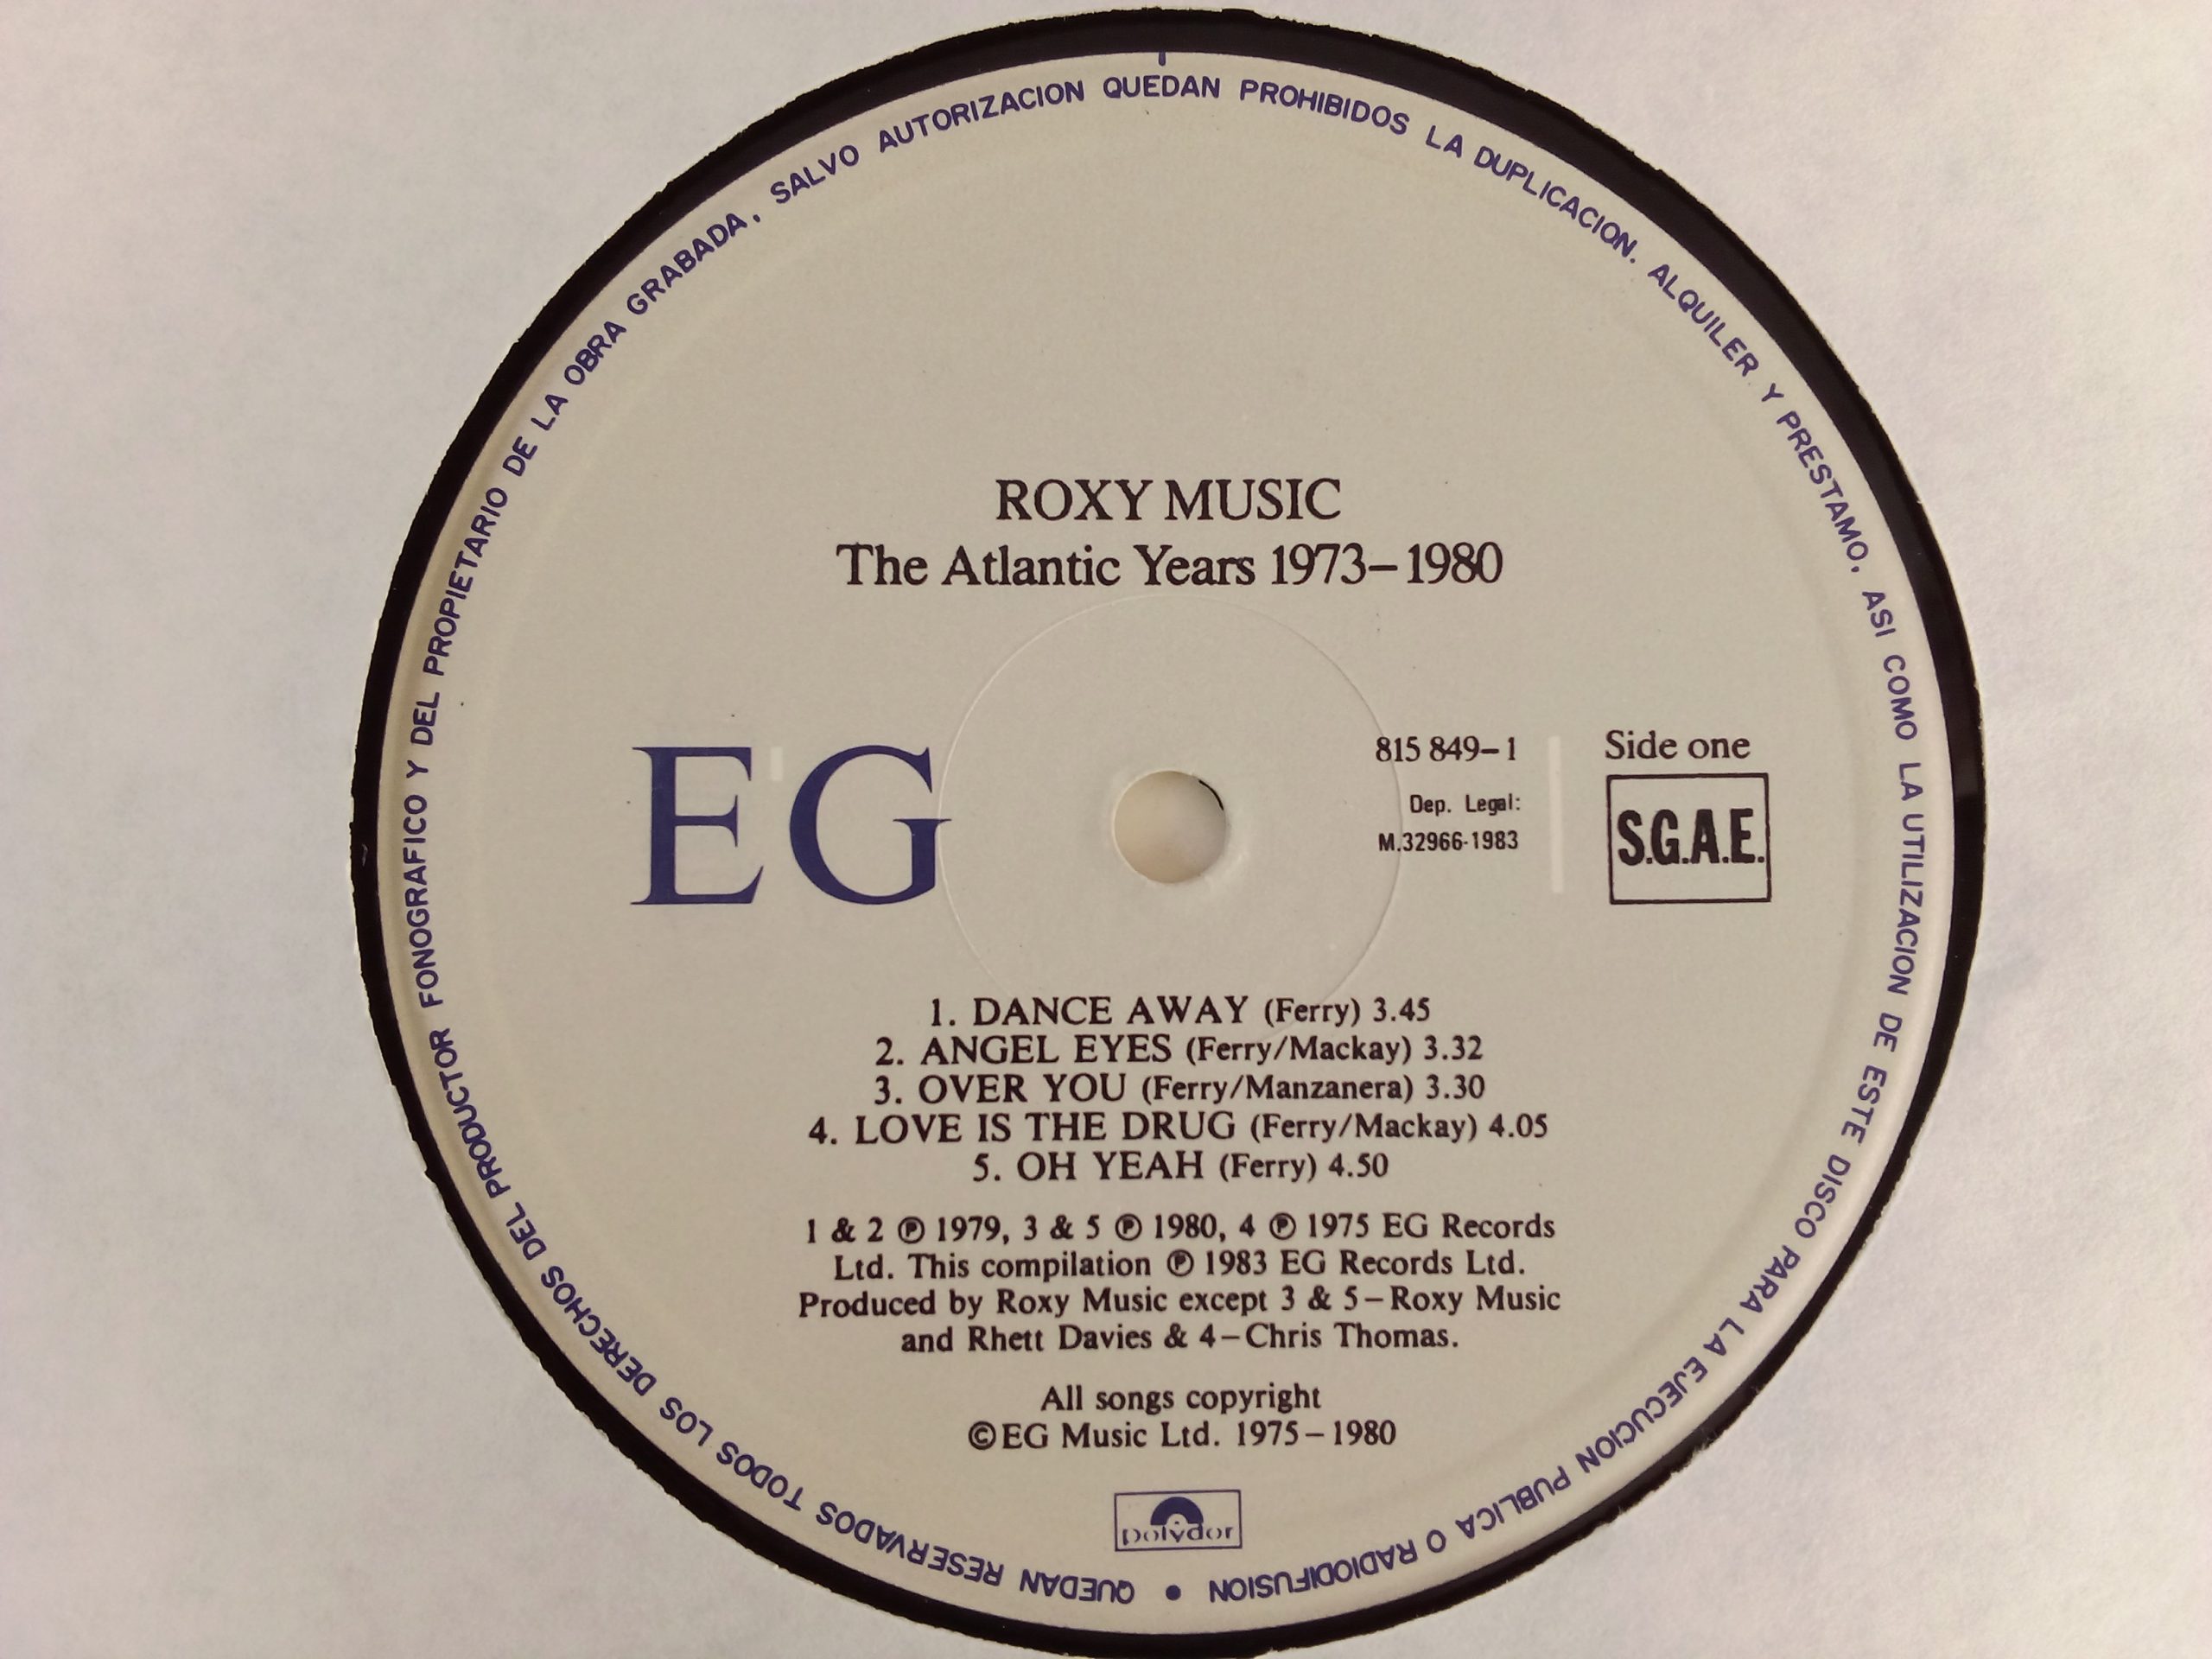 QUEDAN RESERVADOS TODOS LOS DERECHOS DEL PRODUCTOR FONOGRAFICO Y DEL PROPIETARIO DE LA OBRA GRABADA, SALVO AUTORIZACION QUEDAN PROHIBIDOS LA DUPLICACION. ALQUILER Y PRESTAMO, ASI COMO LA UTILIZACION DE ESTE DISCO PARA LA EJECUCION PUBLICA O RADIODIFUSION •
ROXY MUSIC
The Atlantic Years 1973–1980
EG
815 849–1
Dep. Legal:
M.32966-1983
Side one
S.G.A.E.
1. DANCE AWAY (Ferry) 3.45
2. ANGEL EYES (Ferry/Mackay) 3.32
3. OVER YOU (Ferry/Manzanera) 3.30
4. LOVE IS THE DRUG (Ferry/Mackay) 4.05
5. OH YEAH (Ferry) 4.50
1 & 2 ℗ 1979, 3 & 5 ℗ 1980, 4 ℗ 1975 EG Records
Ltd. This compilation ℗ 1983 EG Records Ltd.
Produced by Roxy Music except 3 & 5–Roxy Music
and Rhett Davies & 4–Chris Thomas.
All songs copyright
©EG Music Ltd. 1975–1980
polydor